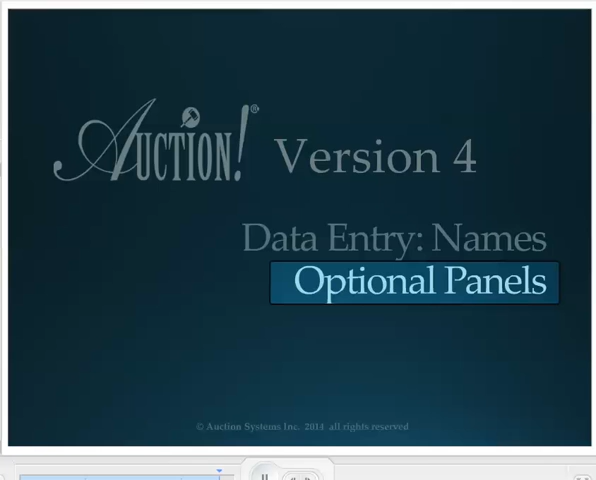 AUCTION!® Version 4
Data Entry: Names
Optional Panels
© Auction Systems Inc. 2014 all rights reserved